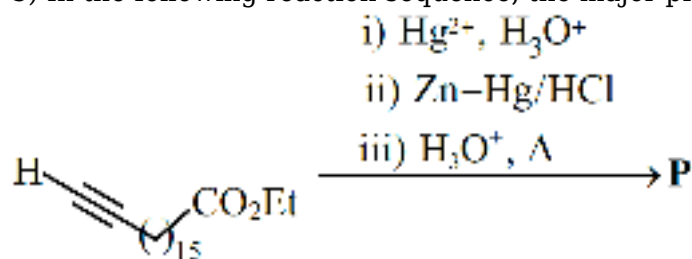 i) Hg²⁺, H₃O⁺
ii) Zn–Hg/HCl
iii) H₃O⁺, Δ
H
CO₂Et
P
( )₁₅